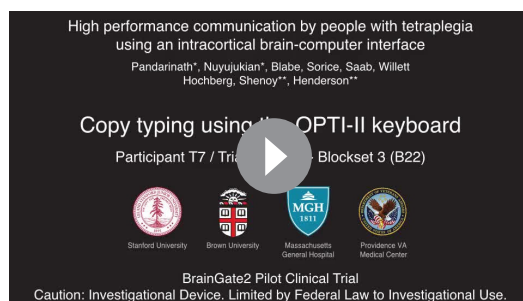 High performance communication by people with tetraplegia
using an intracortical brain-computer interface
Pandarinath*, Nuyujukian*, Blabe, Sorice, Saab, Willett
Hochberg, Shenoy**, Henderson**
Copy typing using the OPTI-II keyboard
Participant T7 / Blockset 3 (B22)
MGH
1811
Stanford University
Brown University
Massachusetts
General Hospital
Providence VA
Medical Center
BrainGate2 Pilot Clinical Trial
Caution: Investigational Device. Limited by Federal Law to Investigational Use.